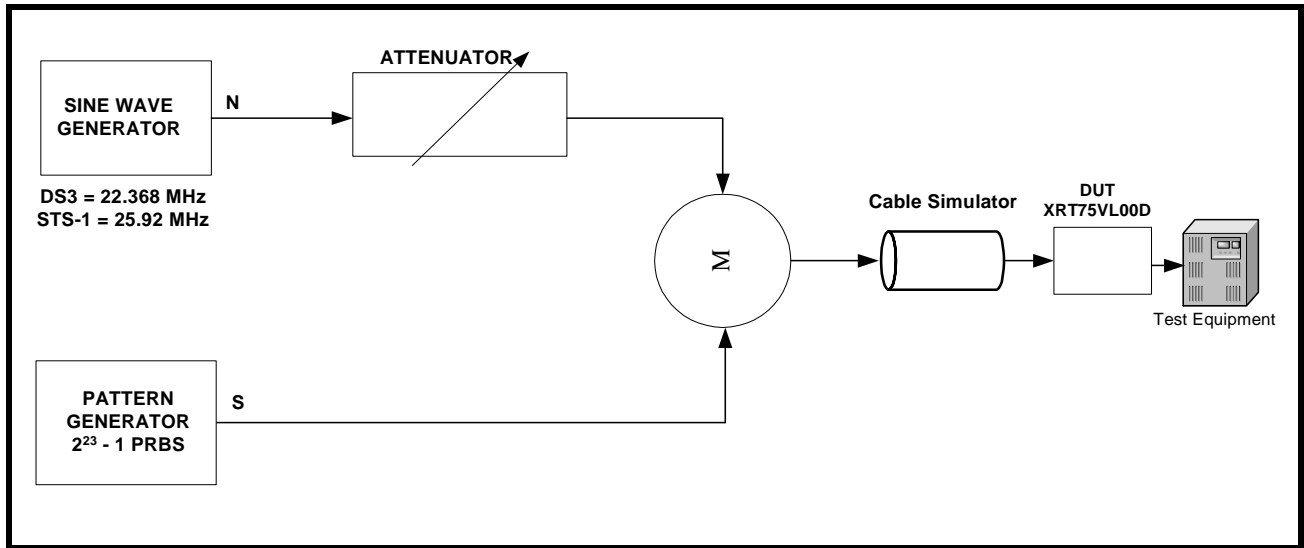 ATTENUATOR
SINE WAVE
GENERATOR
N
DS3 = 22.368 MHz
STS-1 = 25.92 MHz
M
Cable Simulator
DUT
XRT75VL00D
Test Equipment
PATTERN
GENERATOR
2²³ - 1 PRBS
S